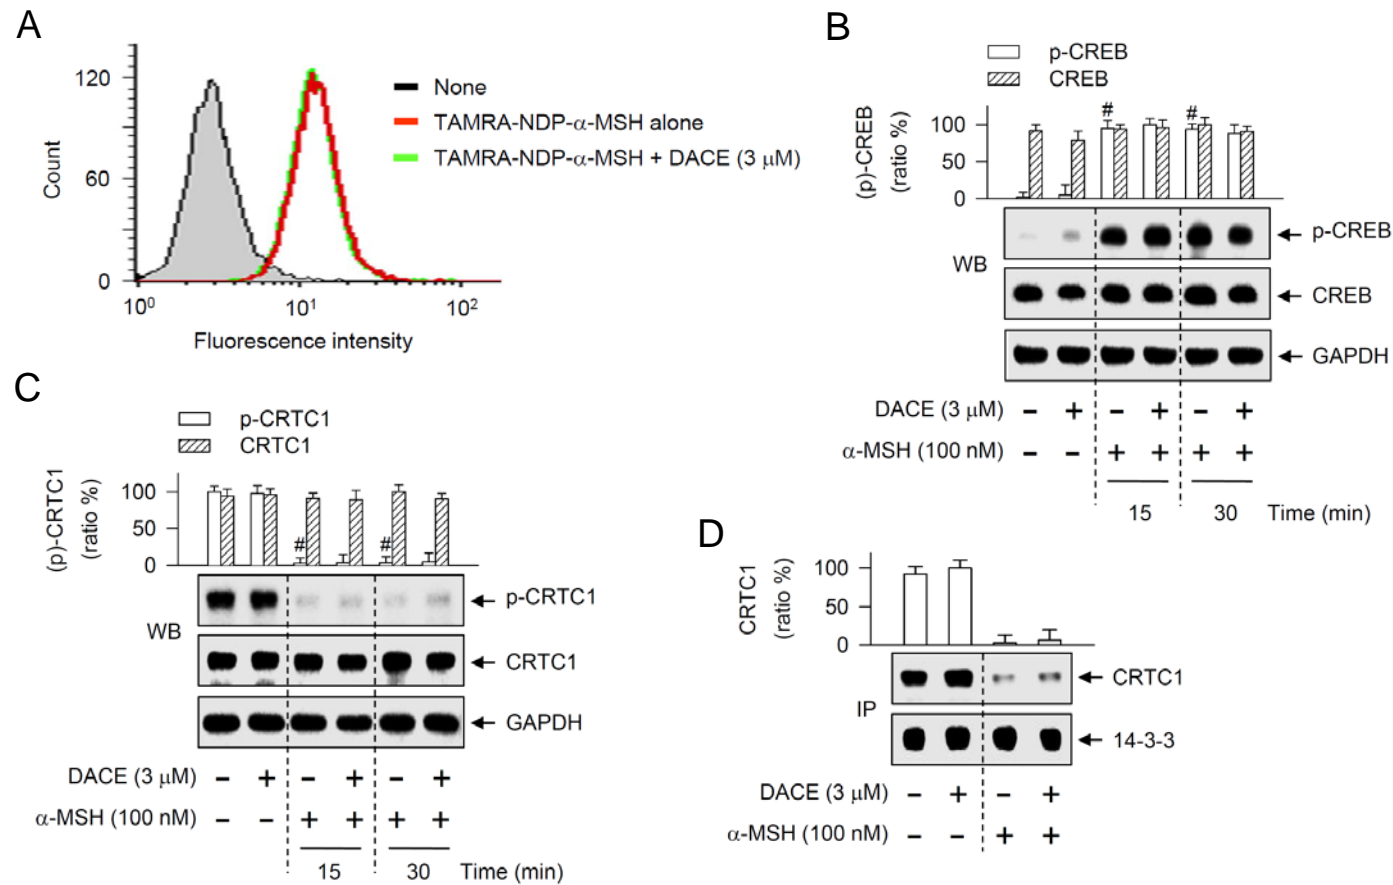 A
120
60
0
Count
10⁰
10¹
10²
Fluorescence intensity
None
TAMRA-NDP-α-MSH alone
TAMRA-NDP-α-MSH + DACE (3 μM)
B
p-CREB
CREB
(p)-CREB
(ratio %)
100
50
0
# #
WB
p-CREB
CREB
GAPDH
DACE (3 μM) – + – + – +
α-MSH (100 nM) – – + + + +
15 30 Time (min)
C
p-CRTC1
CRTC1
(p)-CRTC1
(ratio %)
100
50
0
# #
WB
p-CRTC1
CRTC1
GAPDH
DACE (3 μM) – + – + – +
α-MSH (100 nM) – – + + + +
15 30 Time (min)
D
CRTC1
(ratio %)
100
50
0
IP
CRTC1
14-3-3
DACE (3 μM) – + – +
α-MSH (100 nM) – – + +